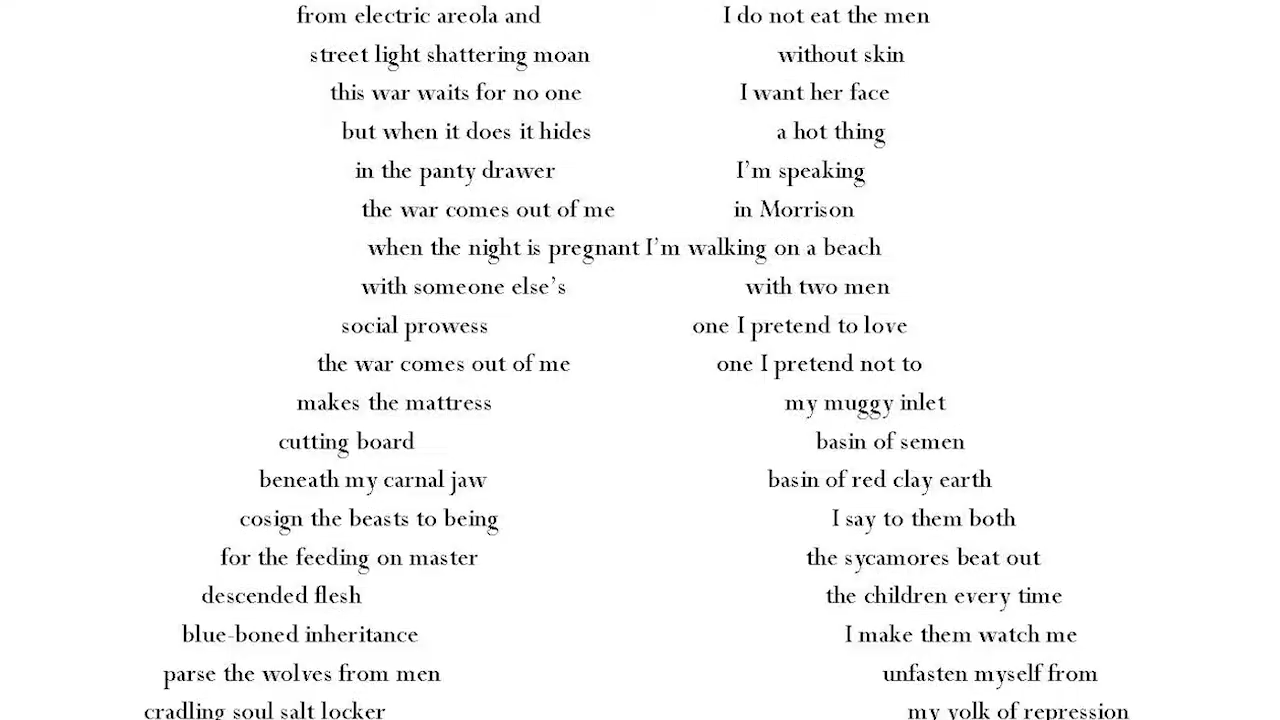 from electric areola and I do not eat the men
street light shattering moan without skin
this war waits for no one I want her face
but when it does it hides a hot thing
in the panty drawer I'm speaking
the war comes out of me in Morrison
when the night is pregnant I'm walking on a beach
with someone else's with two men
social prowess one I pretend to love
the war comes out of me one I pretend not to
makes the mattress my muggy inlet
cutting board basin of semen
beneath my carnal jaw basin of red clay earth
cosign the beasts to being I say to them both
for the feeding on master the sycamores beat out
descended flesh the children every time
blue-boned inheritance I make them watch me
parse the wolves from men unfasten myself from
cradling soul salt locker my yolk of repression